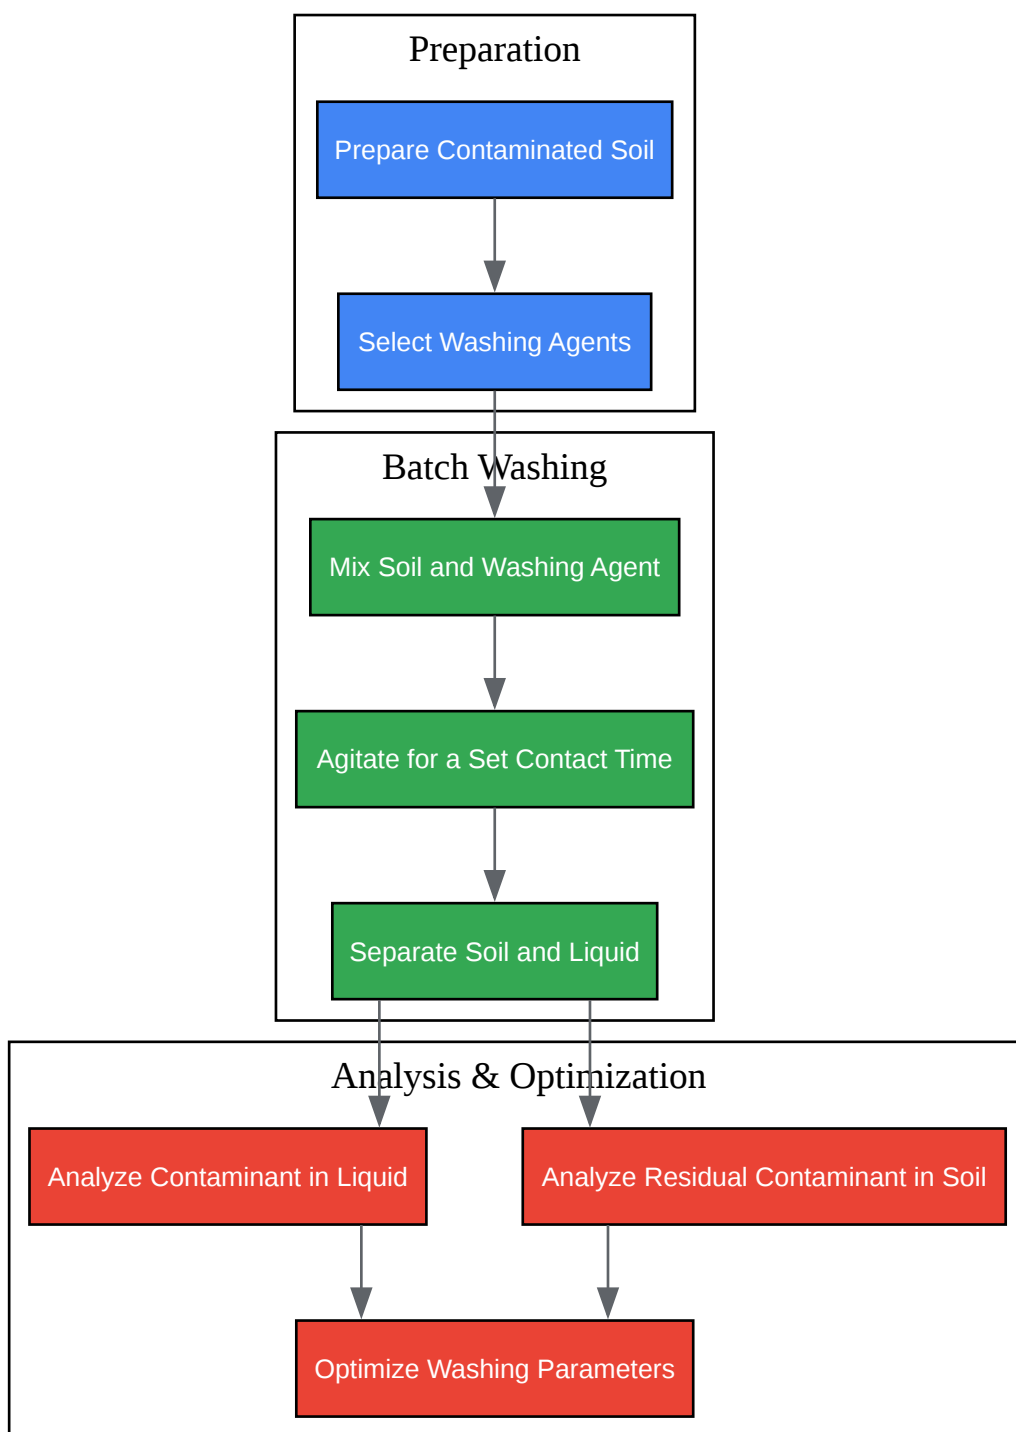 Preparation
Prepare Contaminated Soil
Select Washing Agents
Batch Washing
Mix Soil and Washing Agent
Agitate for a Set Contact Time
Separate Soil and Liquid
Analysis & Optimization
Analyze Contaminant in Liquid
Analyze Residual Contaminant in Soil
Optimize Washing Parameters